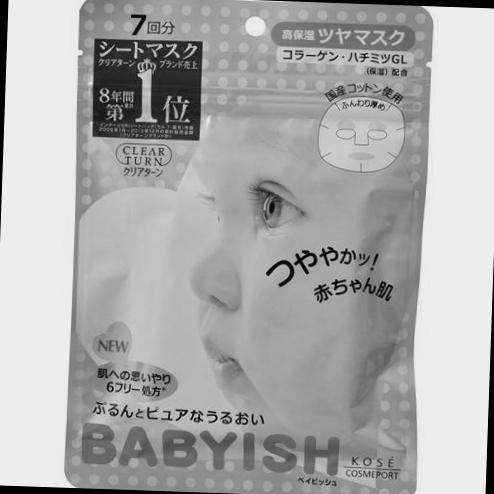 7回分
シートマスク
クリアターン ブランド売上
8年間
第1位
CLEAR
TURN
クリアターン
高保湿 ツヤマスク
コラーゲン・ハチミツGL
(保湿)配合
国産コットン使用
ふんわり厚め
つややかッ!
赤ちゃん肌
NEW
肌への思いやり
6フリー処方
ぷるんとピュアなうるおい
BABYISH
ベイビッシュ
KOSÉ
COSMEPORT